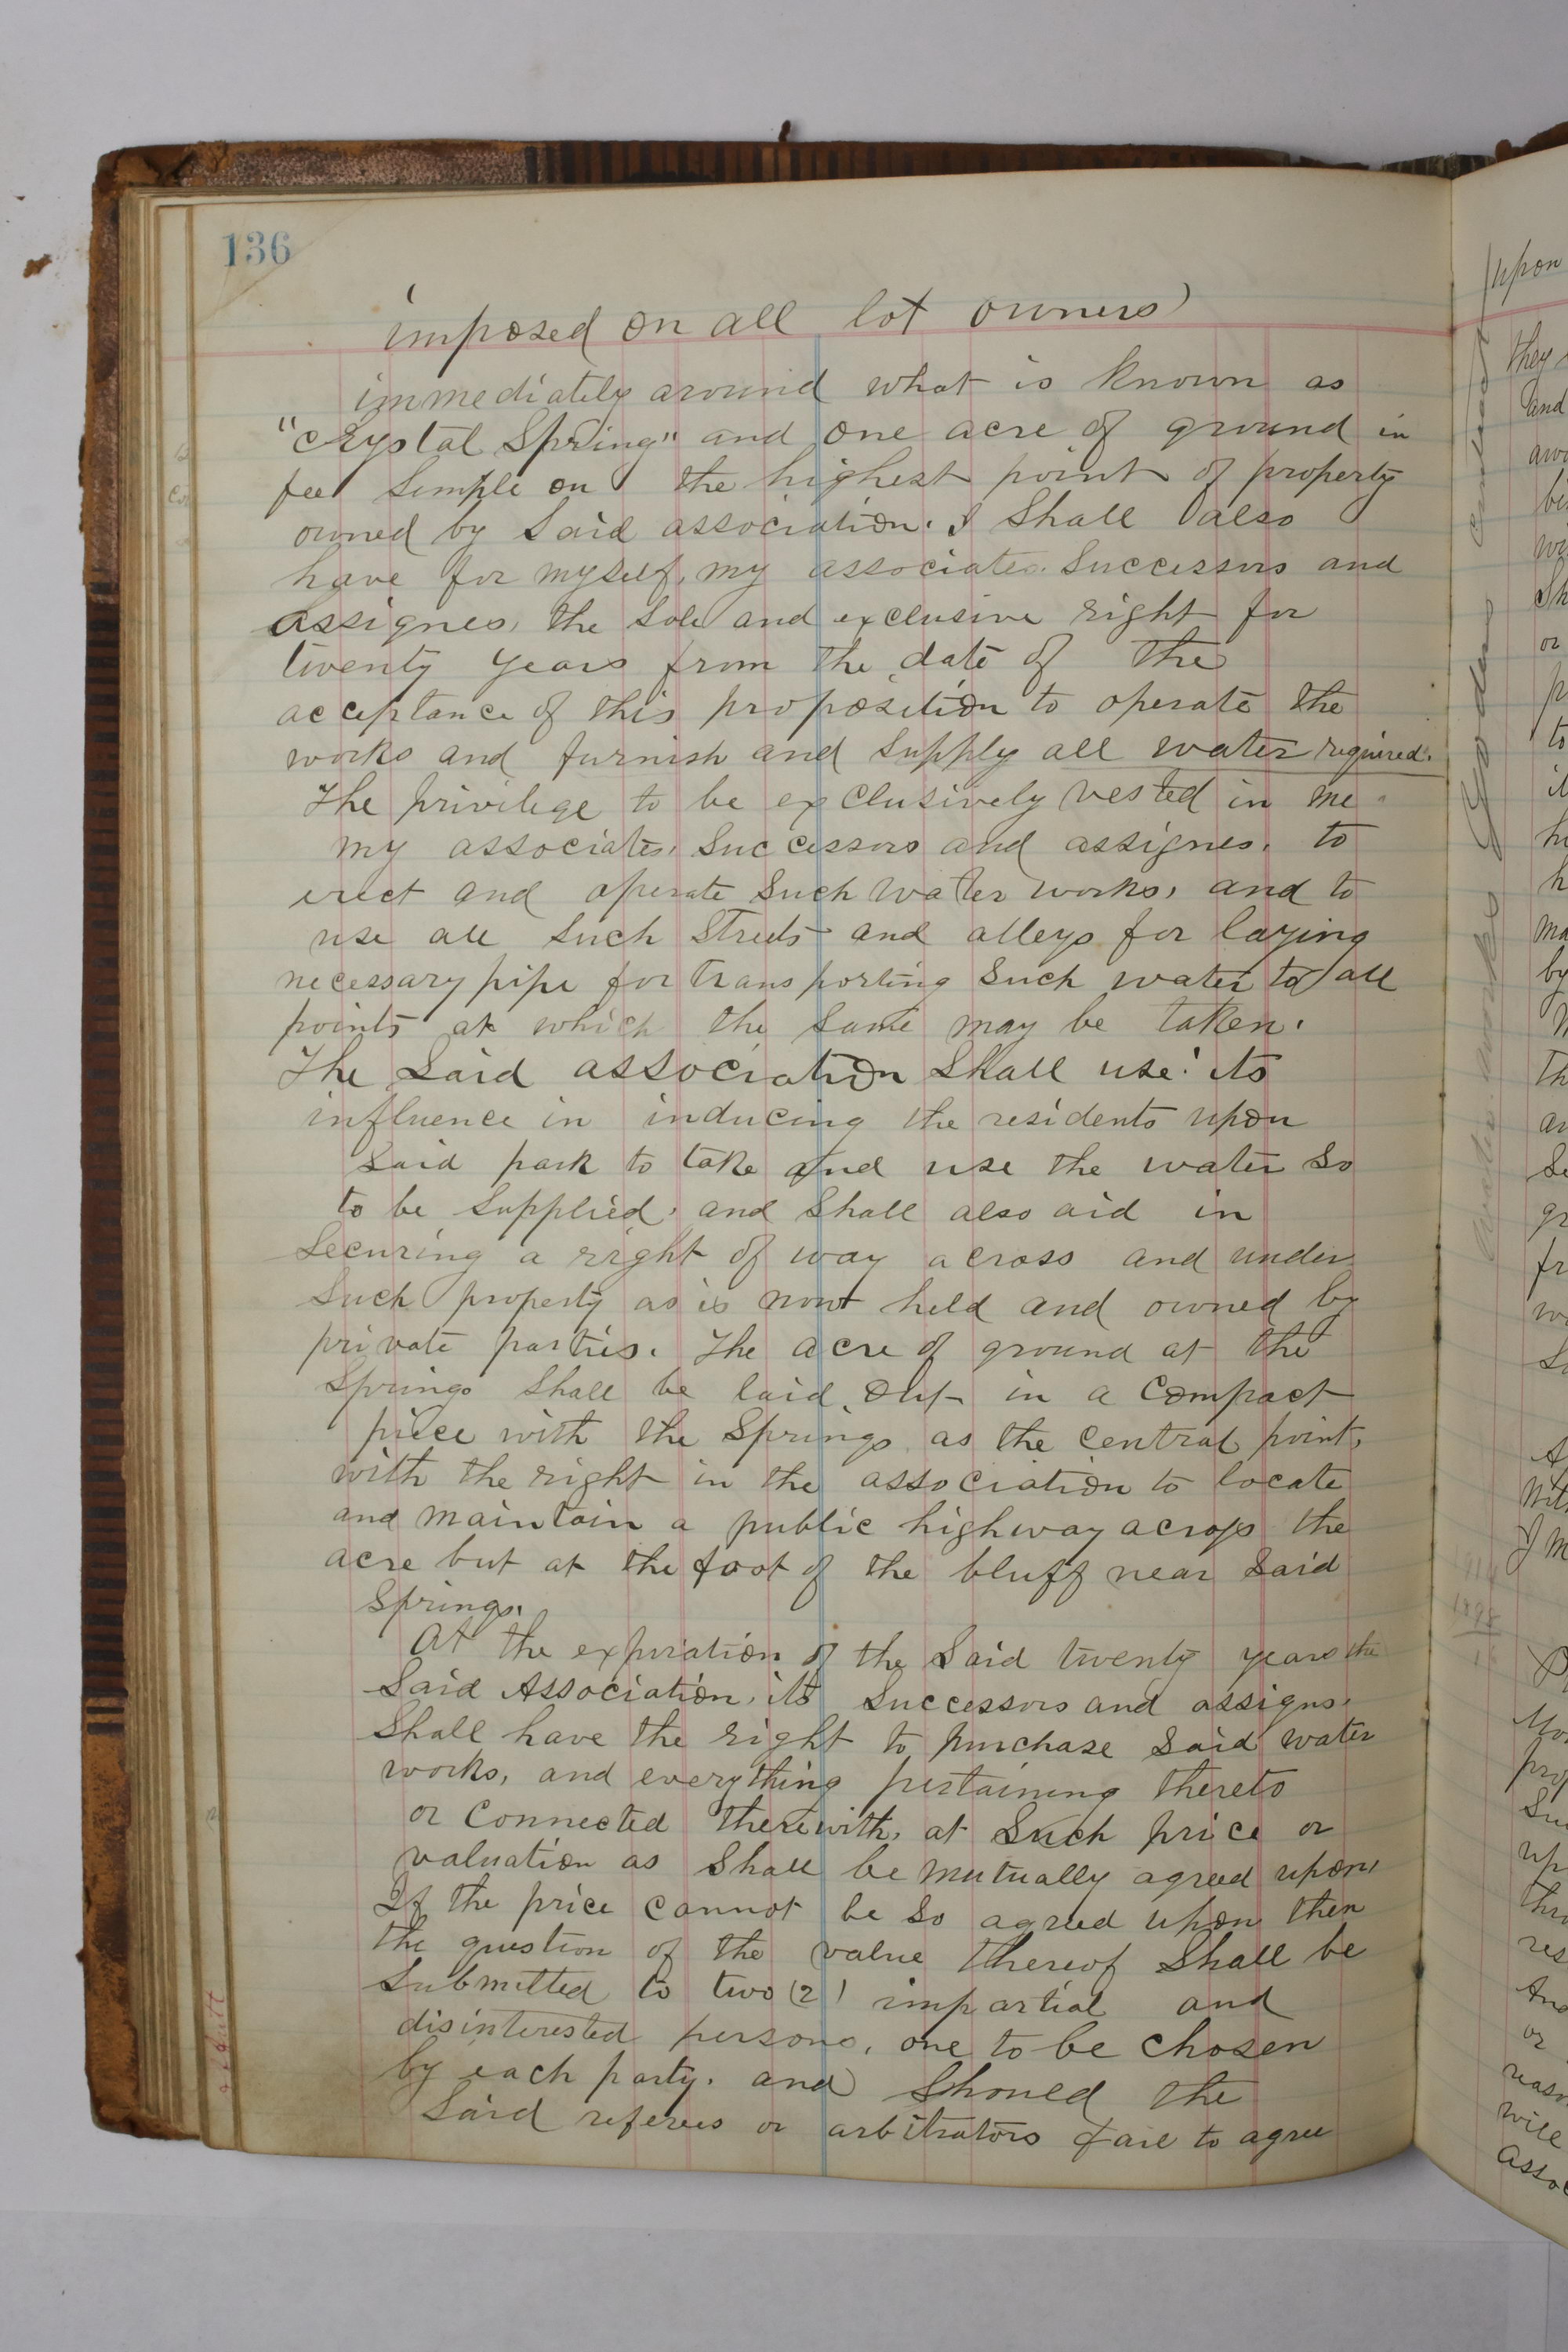 136
(imposed on all lot owners)
immediately around what is known as
"Crystal Spring" and one acre of ground in
fee simple on the highest point of property
owned by Said association. I Shall also
have for myself, my associates. Successors and
assignes, the sole and exclusive right for
twenty years from the date of the
acceptance of this proposition to operate the
works and furnish and supply all water required.
The privilege to be exclusively vested in me
my associates, Successors and assignes, to
erect and operate Such water works, and to
use all such Streets and alleys for laying
necessary pipe for transporting Such water to all
points at which the same may be taken.
The Said association Shall use its
influence in inducing the residents upon
Said park to take and use the water So
to be Supplied, and Shall also aid in
Securing a right of way across and under
Such property as is now held and owned by
private parties. The acre of ground at the
Springs Shall be laid out in a compact
piece with the Springs as the central point,
with the right in the association to locate
and maintain a public highway across the
acre but at the foot of the bluff near Said
Springs.
At the expiration of the Said twenty years the
Said Association, its Successors and assigns,
Shall have the right to purchase Said water
works, and everything pertaining thereto
or Connected therewith, at Such price or
valuation as Shall be mutually agreed upon,
If the price cannot be So agreed upon then
the question of the value thereof Shall be
Submitted to two (2) impartial and
disinterested persons, one to be chosen
by each party. and Should the
Said referees or arbitrators fail to agree
upon
they
and
or
to
by